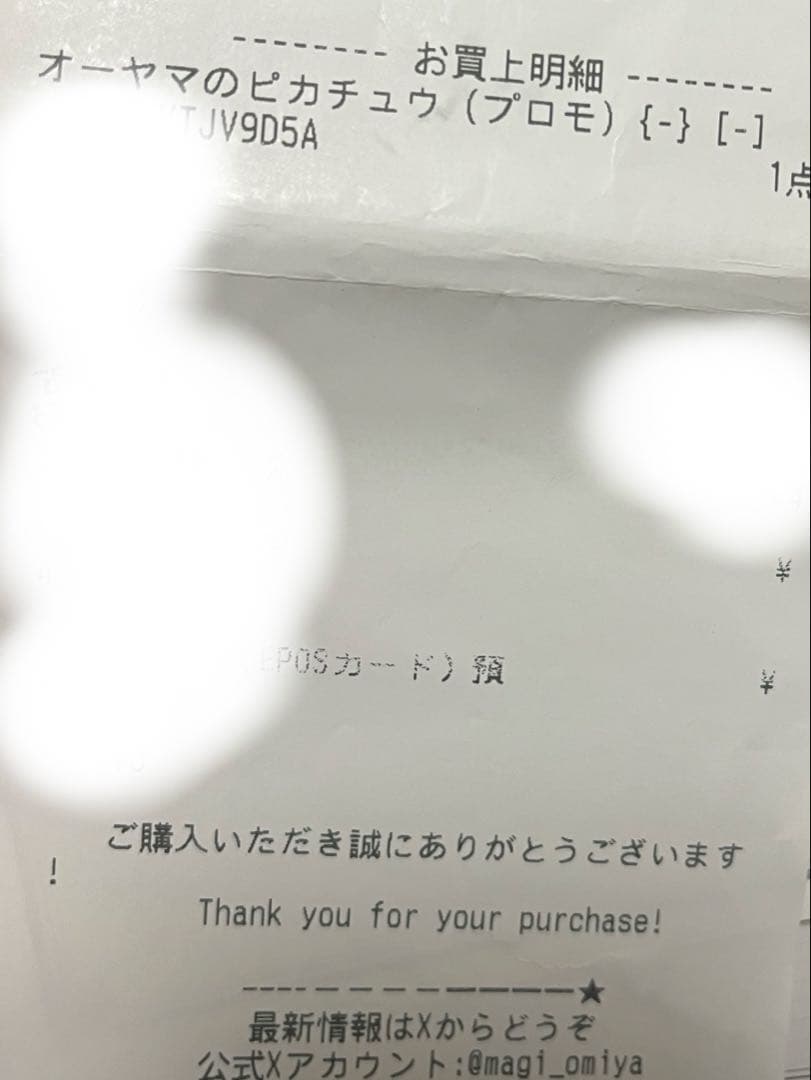 -------- お買上明細 --------
オーヤマのピカチュウ（プロモ）{-} [-]
TJV9D5A
1点
¥
EPOSカード）預
¥
ご購入いただき誠にありがとうございます
!
Thank you for your purchase!
-----------------★
最新情報はXからどうぞ
公式Xアカウント:@magi_omiya